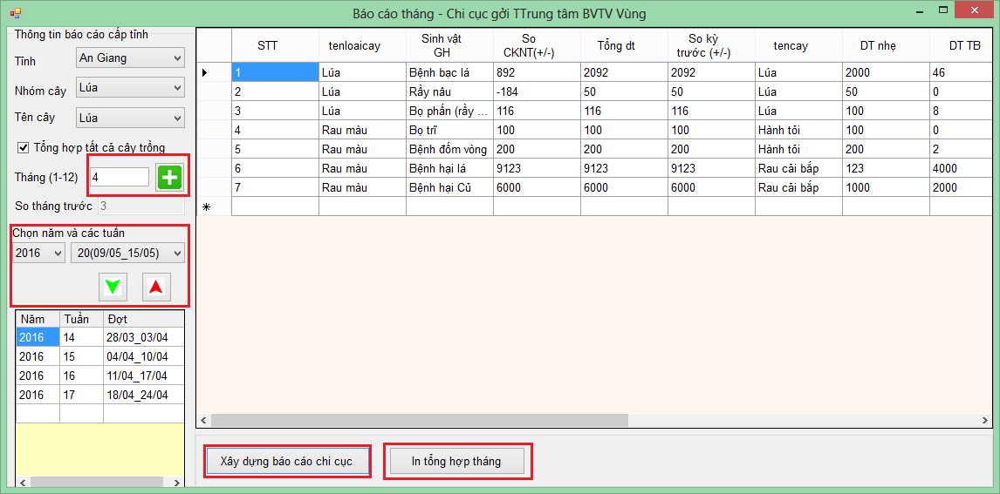 Báo cáo tháng - Chi cục gởi TTrung tâm BVTV Vùng
Thông tin báo cáo cấp tỉnh
Tỉnh An Giang
Nhóm cây Lúa
Tên cây Lúa
Tổng hợp tất cả cây trồng
Tháng (1-12) 4
So tháng trước 3
Chọn năm và các tuần
2016 20(09/05_15/05)
Năm Tuần Đợt
2016 14 28/03_03/04
2016 15 04/04_10/04
2016 16 11/04_17/04
2016 17 18/04_24/04
STT tenloaicay Sinh vật GH So CKNT(+/-) Tổng dt So kỳ trước (+/-) tencay DT nhẹ DT TB
1 Lúa Bệnh bạc lá 892 2092 2092 Lúa 2000 46
2 Lúa Rầy nâu -184 50 50 Lúa 50 0
3 Lúa Bọ phấn (rầy ... 116 116 116 Lúa 100 8
4 Rau màu Bọ trĩ 100 100 100 Hành tỏi 100 0
5 Rau màu Bệnh đốm vòng 200 200 200 Hành tỏi 200 2
6 Rau màu Bệnh hại lá 9123 9123 9123 Rau cải bắp 123 4000
7 Rau màu Bệnh hại Củ 6000 6000 6000 Rau cải bắp 1000 2000
Xây dựng báo cáo chi cục
In tổng hợp tháng